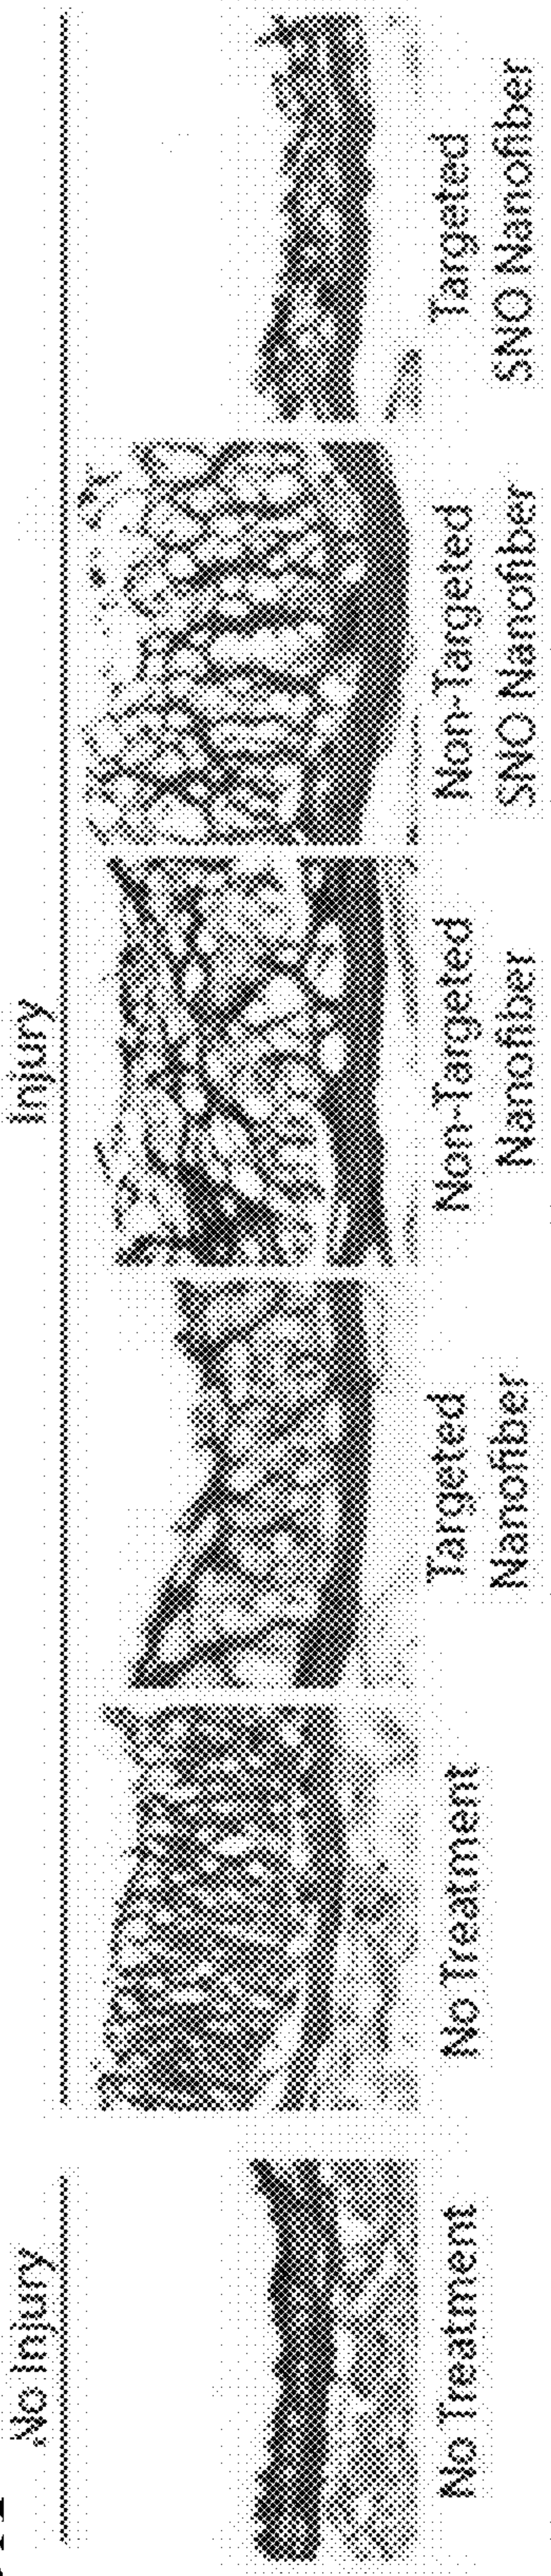 No Injury
Injury
No Treatment
No Treatment
Targeted
Nanofiber
Non-Targeted
Nanofiber
Non-Targeted
SNO Nanofiber
Targeted
SNO Nanofiber